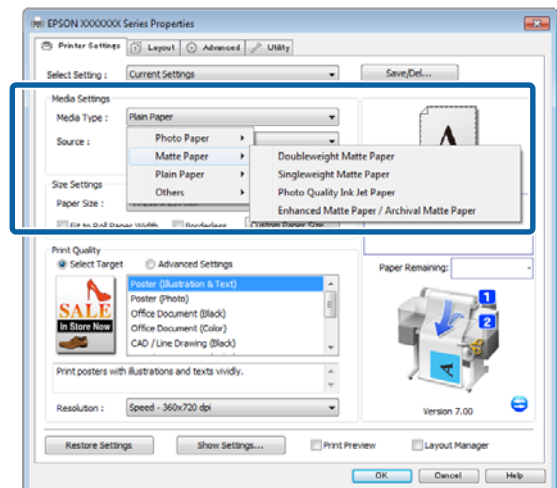 EPSON XXXXXXX Series Properties
Printer Settings Layout Advanced Utility
Select Setting : Current Settings Save/Del...
Media Settings
Media Type : Plain Paper
Source :
Photo Paper
Matte Paper
Plain Paper
Others
Doubleweight Matte Paper
Singleweight Matte Paper
Photo Quality Ink Jet Paper
Enhanced Matte Paper / Archival Matte Paper
A
Size Settings
Paper Size :
Fit to Roll Paper Width Borderless Custom Paper Size...
Print Quality
Select Target Advanced Settings
Paper Remaining:
SALE
In Store Now
Poster (Illustration & Text)
Poster (Photo)
Office Document (Black)
Office Document (Color)
CAD / Line Drawing (Black)
1
2
A
Print posters with illustrations and texts vividly.
Resolution : Speed - 360x720 dpi
Version 7.00
Restore Settings Show Settings... Print Preview Layout Manager
OK Cancel Help